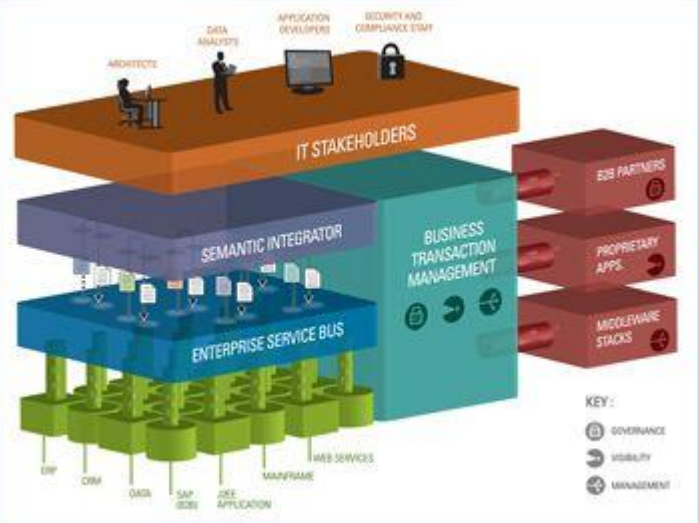 ARCHITECTS
DATA
ANALYSTS
APPLICATION
DEVELOPERS
SECURITY AND
COMPLIANCE STAFF
IT STAKEHOLDERS
SEMANTIC INTEGRATOR
BUSINESS
TRANSACTION
MANAGEMENT
B2B PARTNERS
PROPRIETARY
APPS.
MIDDLEWARE
STACKS
ENTERPRISE SERVICE BUS
ERP
CRM
DATA
SAP
(B2B)
J2EE
APPLICATION
MAINFRAME
WEB SERVICES
KEY:
GOVERNANCE
VISIBILITY
MANAGEMENT